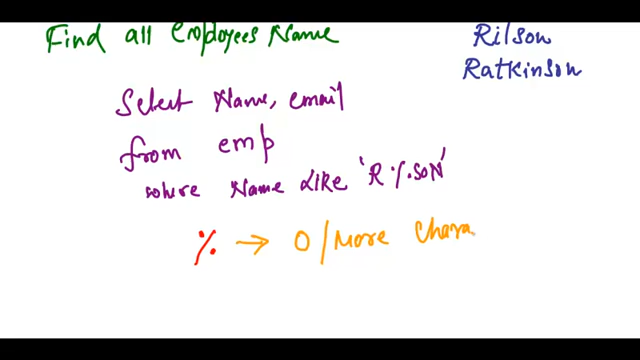 Find all employees Name
Rilson
Ratkinson
Select Name, email
from emp
where Name LIKE 'R%SON'
% → 0/More Chara